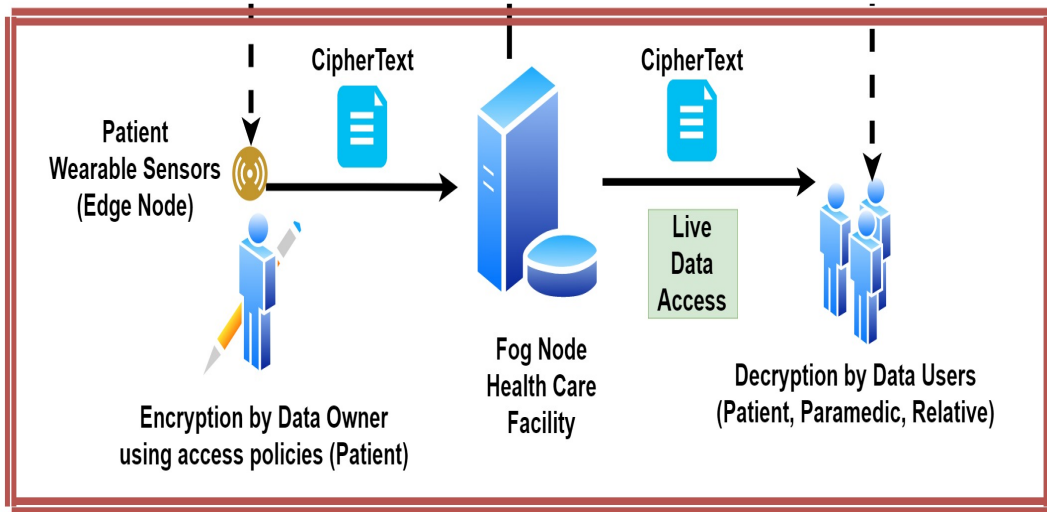 CipherText
CipherText
Patient
Wearable Sensors
(Edge Node)
Live
Data
Access
Fog Node
Health Care
Facility
Decryption by Data Users
(Patient, Paramedic, Relative)
Encryption by Data Owner
using access policies (Patient)